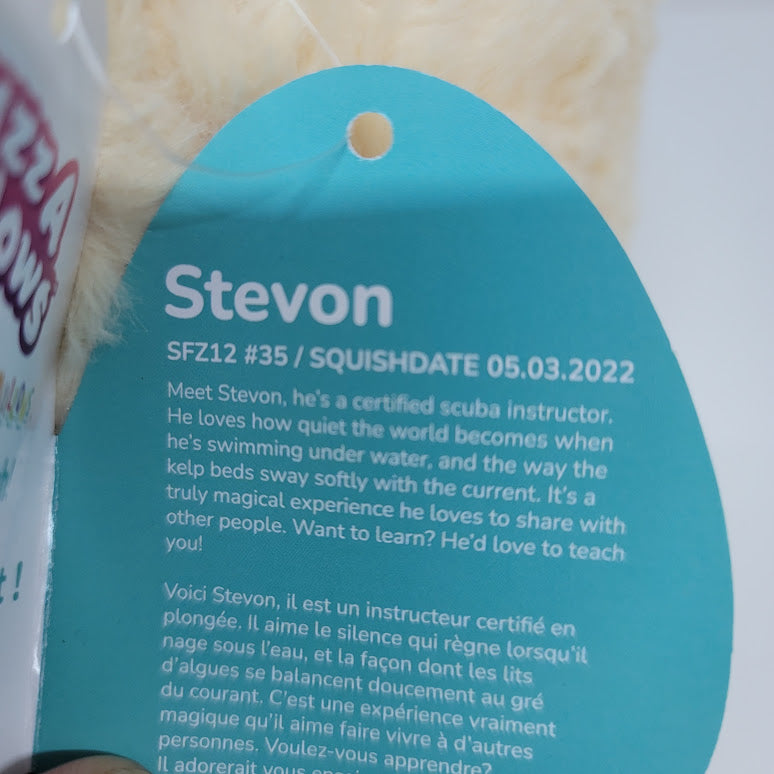 Stevon
SFZ12 #35 / SQUISHDATE 05.03.2022
Meet Stevon, he's a certified scuba instructor.
He loves how quiet the world becomes when
he's swimming under water, and the way the
kelp beds sway softly with the current. It's a
truly magical experience he loves to share with
other people. Want to learn? He'd love to teach
you!
Voici Stevon, il est un instructeur certifié en
plongée. Il aime le silence qui règne lorsqu'il
nage sous l'eau, et la façon dont les lits
d'algues se balancent doucement au gré
du courant. C'est une expérience vraiment
magique qu'il aime faire vivre à d'autres
personnes. Voulez-vous apprendre?
Il adorerait vous